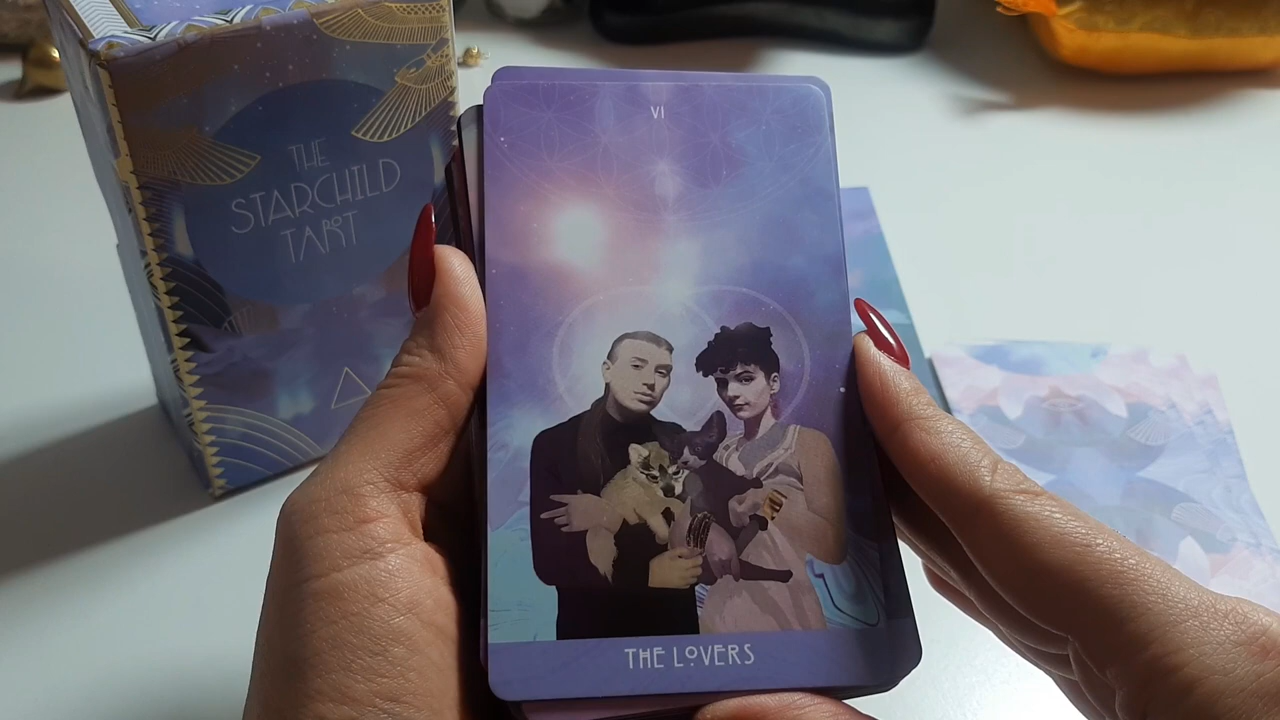 THE
STARCHILD
TAROT
VI
THE LOVERS